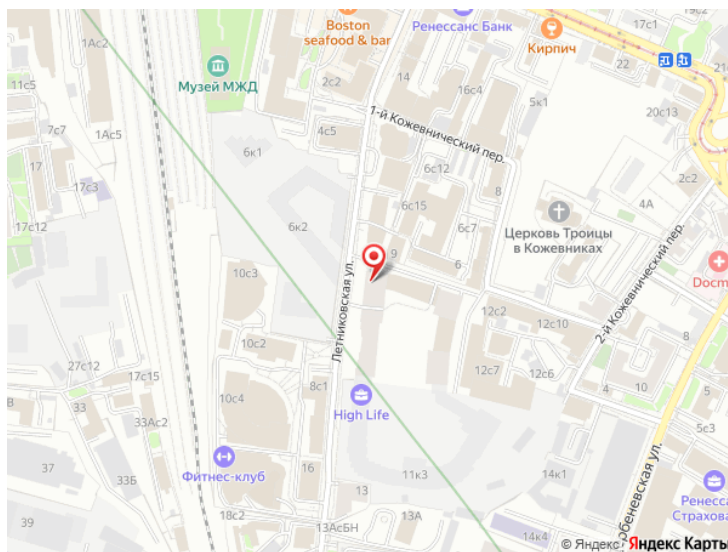 1Ас2
Boston
seafood & bar
Ренессанс Банк
Кирпич
21с
11с5
Музей МЖД
2с2
14
16с4
22
1-й Кожевнический пер.
5к1
20с13
7с7
1Ас5
4с5
6к1
6с12
17
17с3
8
4А
2с2
6с15
Церковь Троицы
в Кожевниках
17с12
6к2
6с7
9
6
Летниковская ул.
2-й Кожевнический пер.
10с3
12с2
12с10
10с2
27с12
17с15
12с7
12с6
4
10
33
8с1
High Life
33Ас2
10с4
5с3
37
33Б
Фитнес-клуб
16
11к3
14к1
13
39
18с2
13АсБН
13А
14к4
Ренесс
Страхова
© Яндекс Яндекс Карты